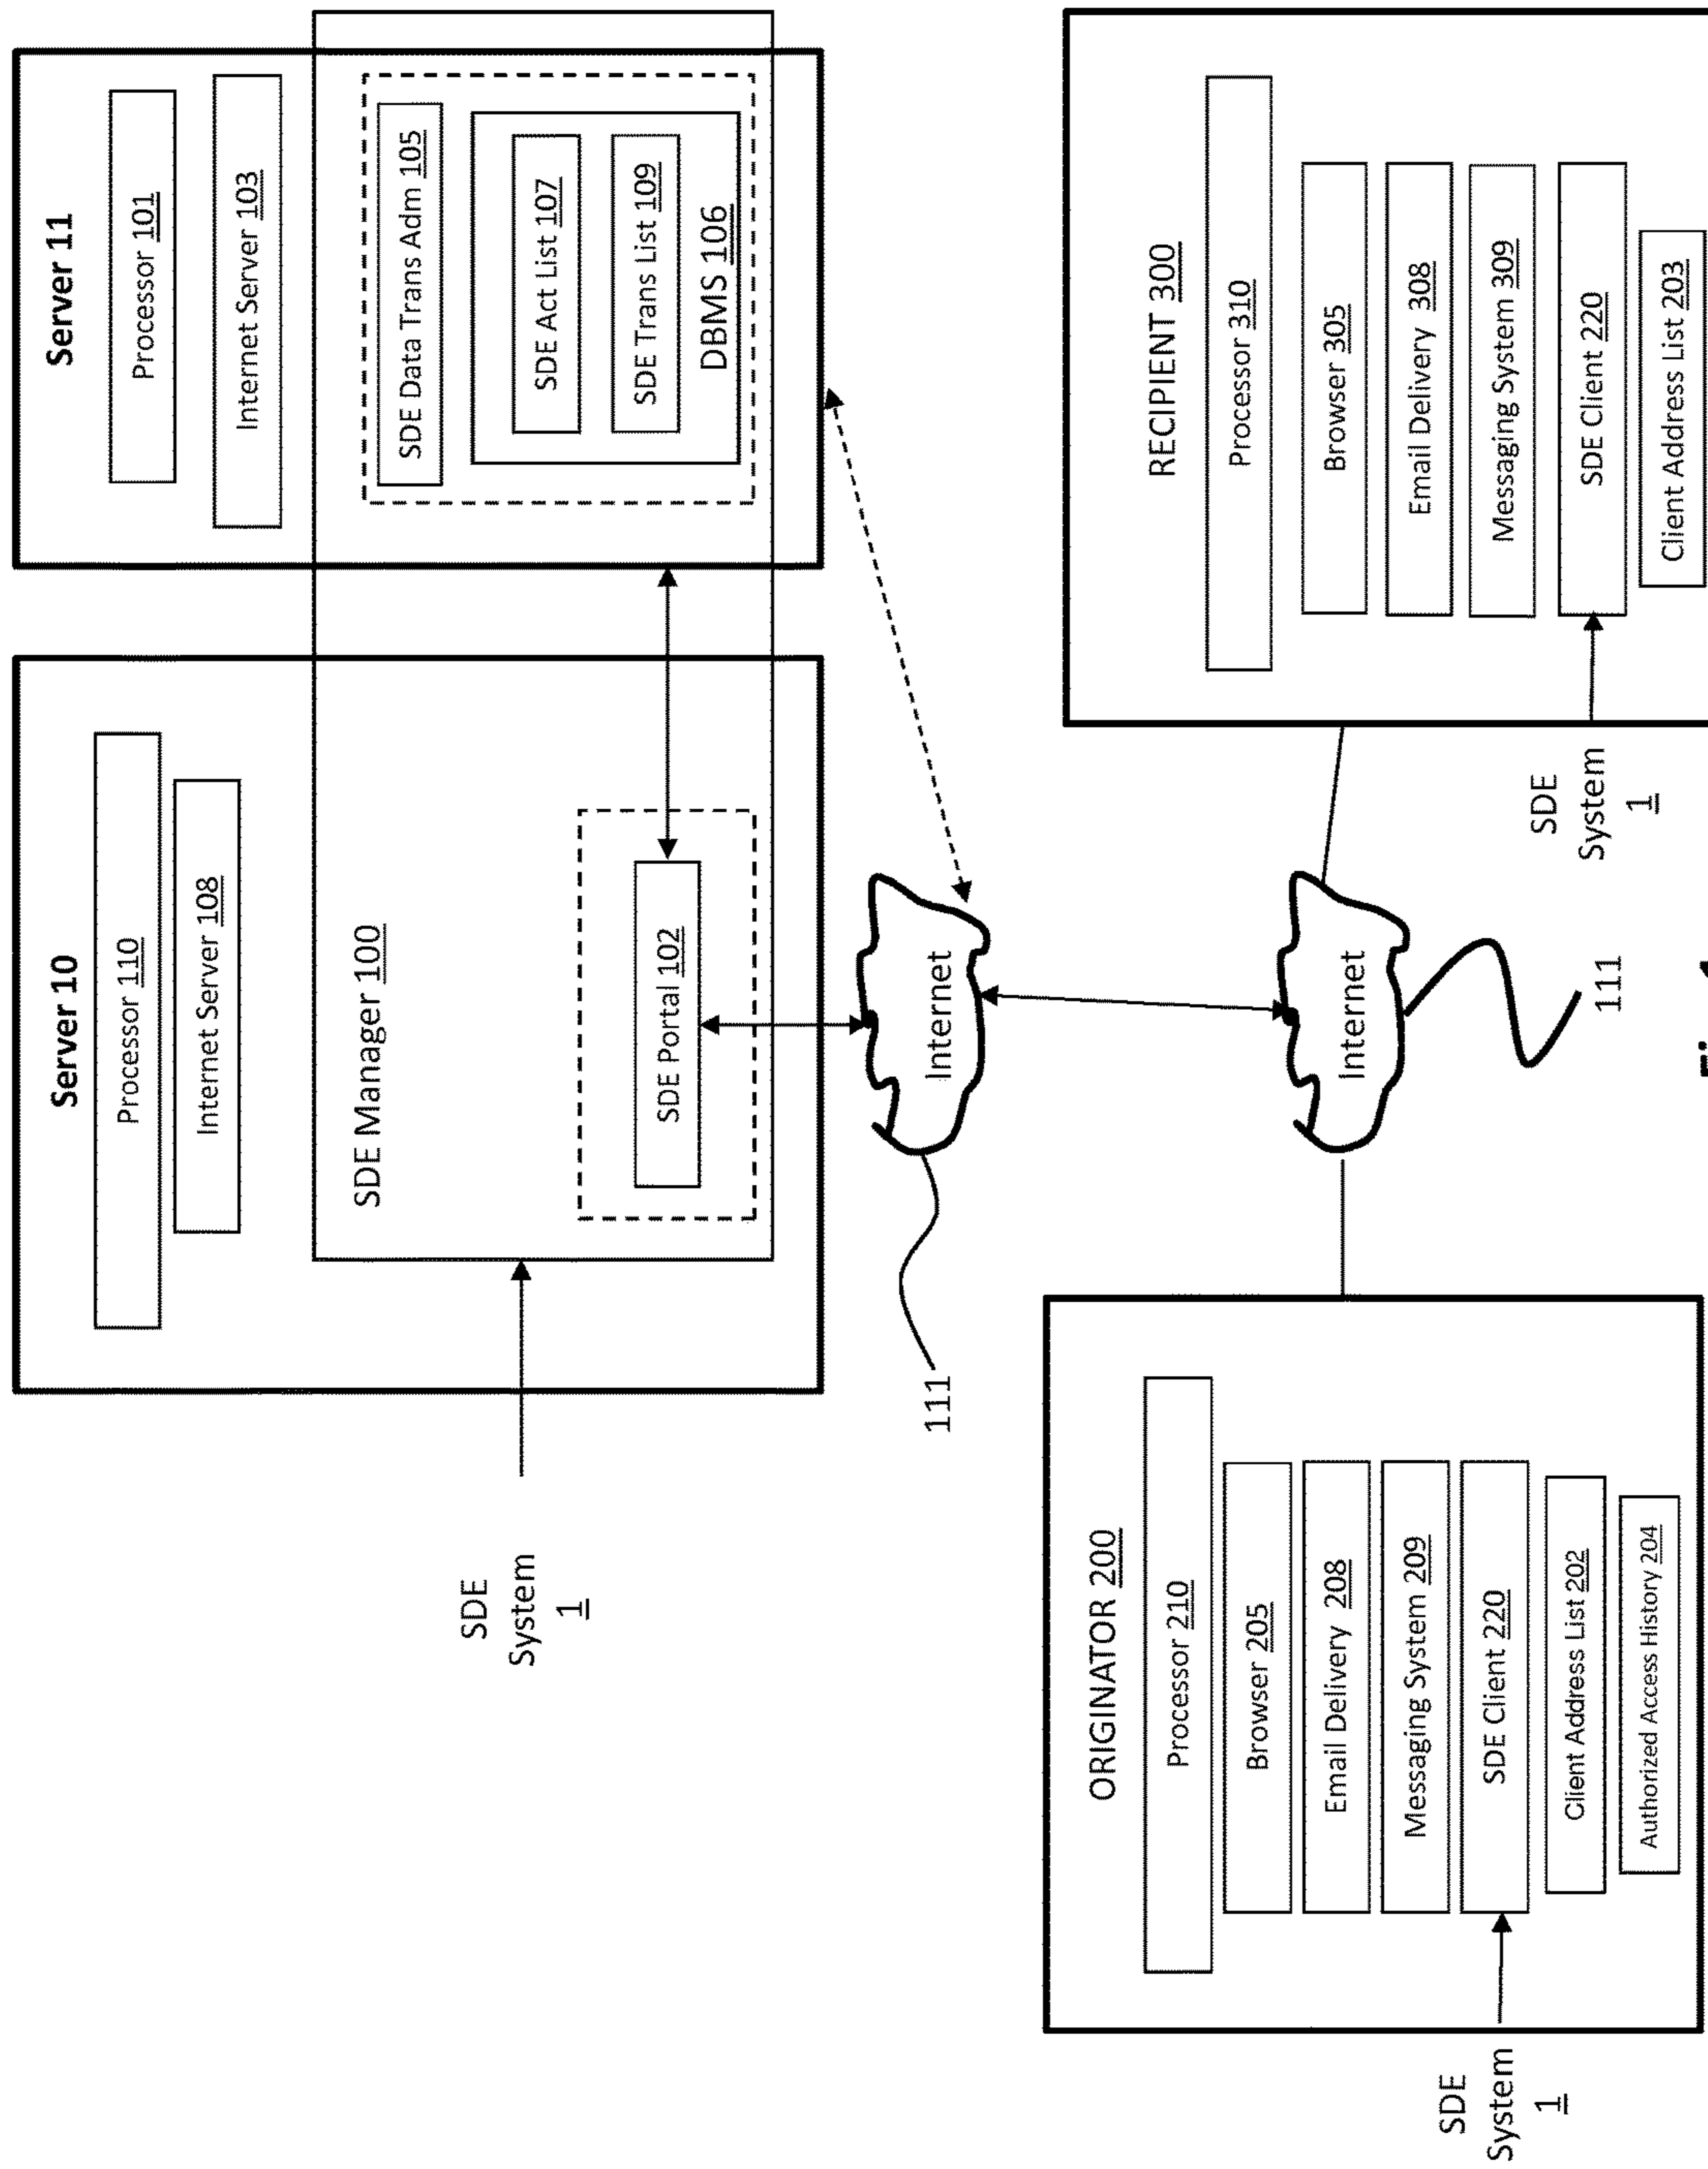 Server 10
Processor 110
Internet Server 108
SDE Manager 100
SDE Portal 102
Server 11
Processor 101
Internet Server 103
SDE Data Trans Adm 105
SDE Act List 107
SDE Trans List 109
DBMS 106
SDE
System
1
Internet
111
ORIGINATOR 200
Processor 210
Browser 205
Email Delivery 208
Messaging System 209
SDE Client 220
Client Address List 202
Authorized Access History 204
SDE
System
1
Internet
111
RECIPIENT 300
Processor 310
Browser 305
Email Delivery 308
Messaging System 309
SDE Client 220
Client Address List 203
SDE
System
1